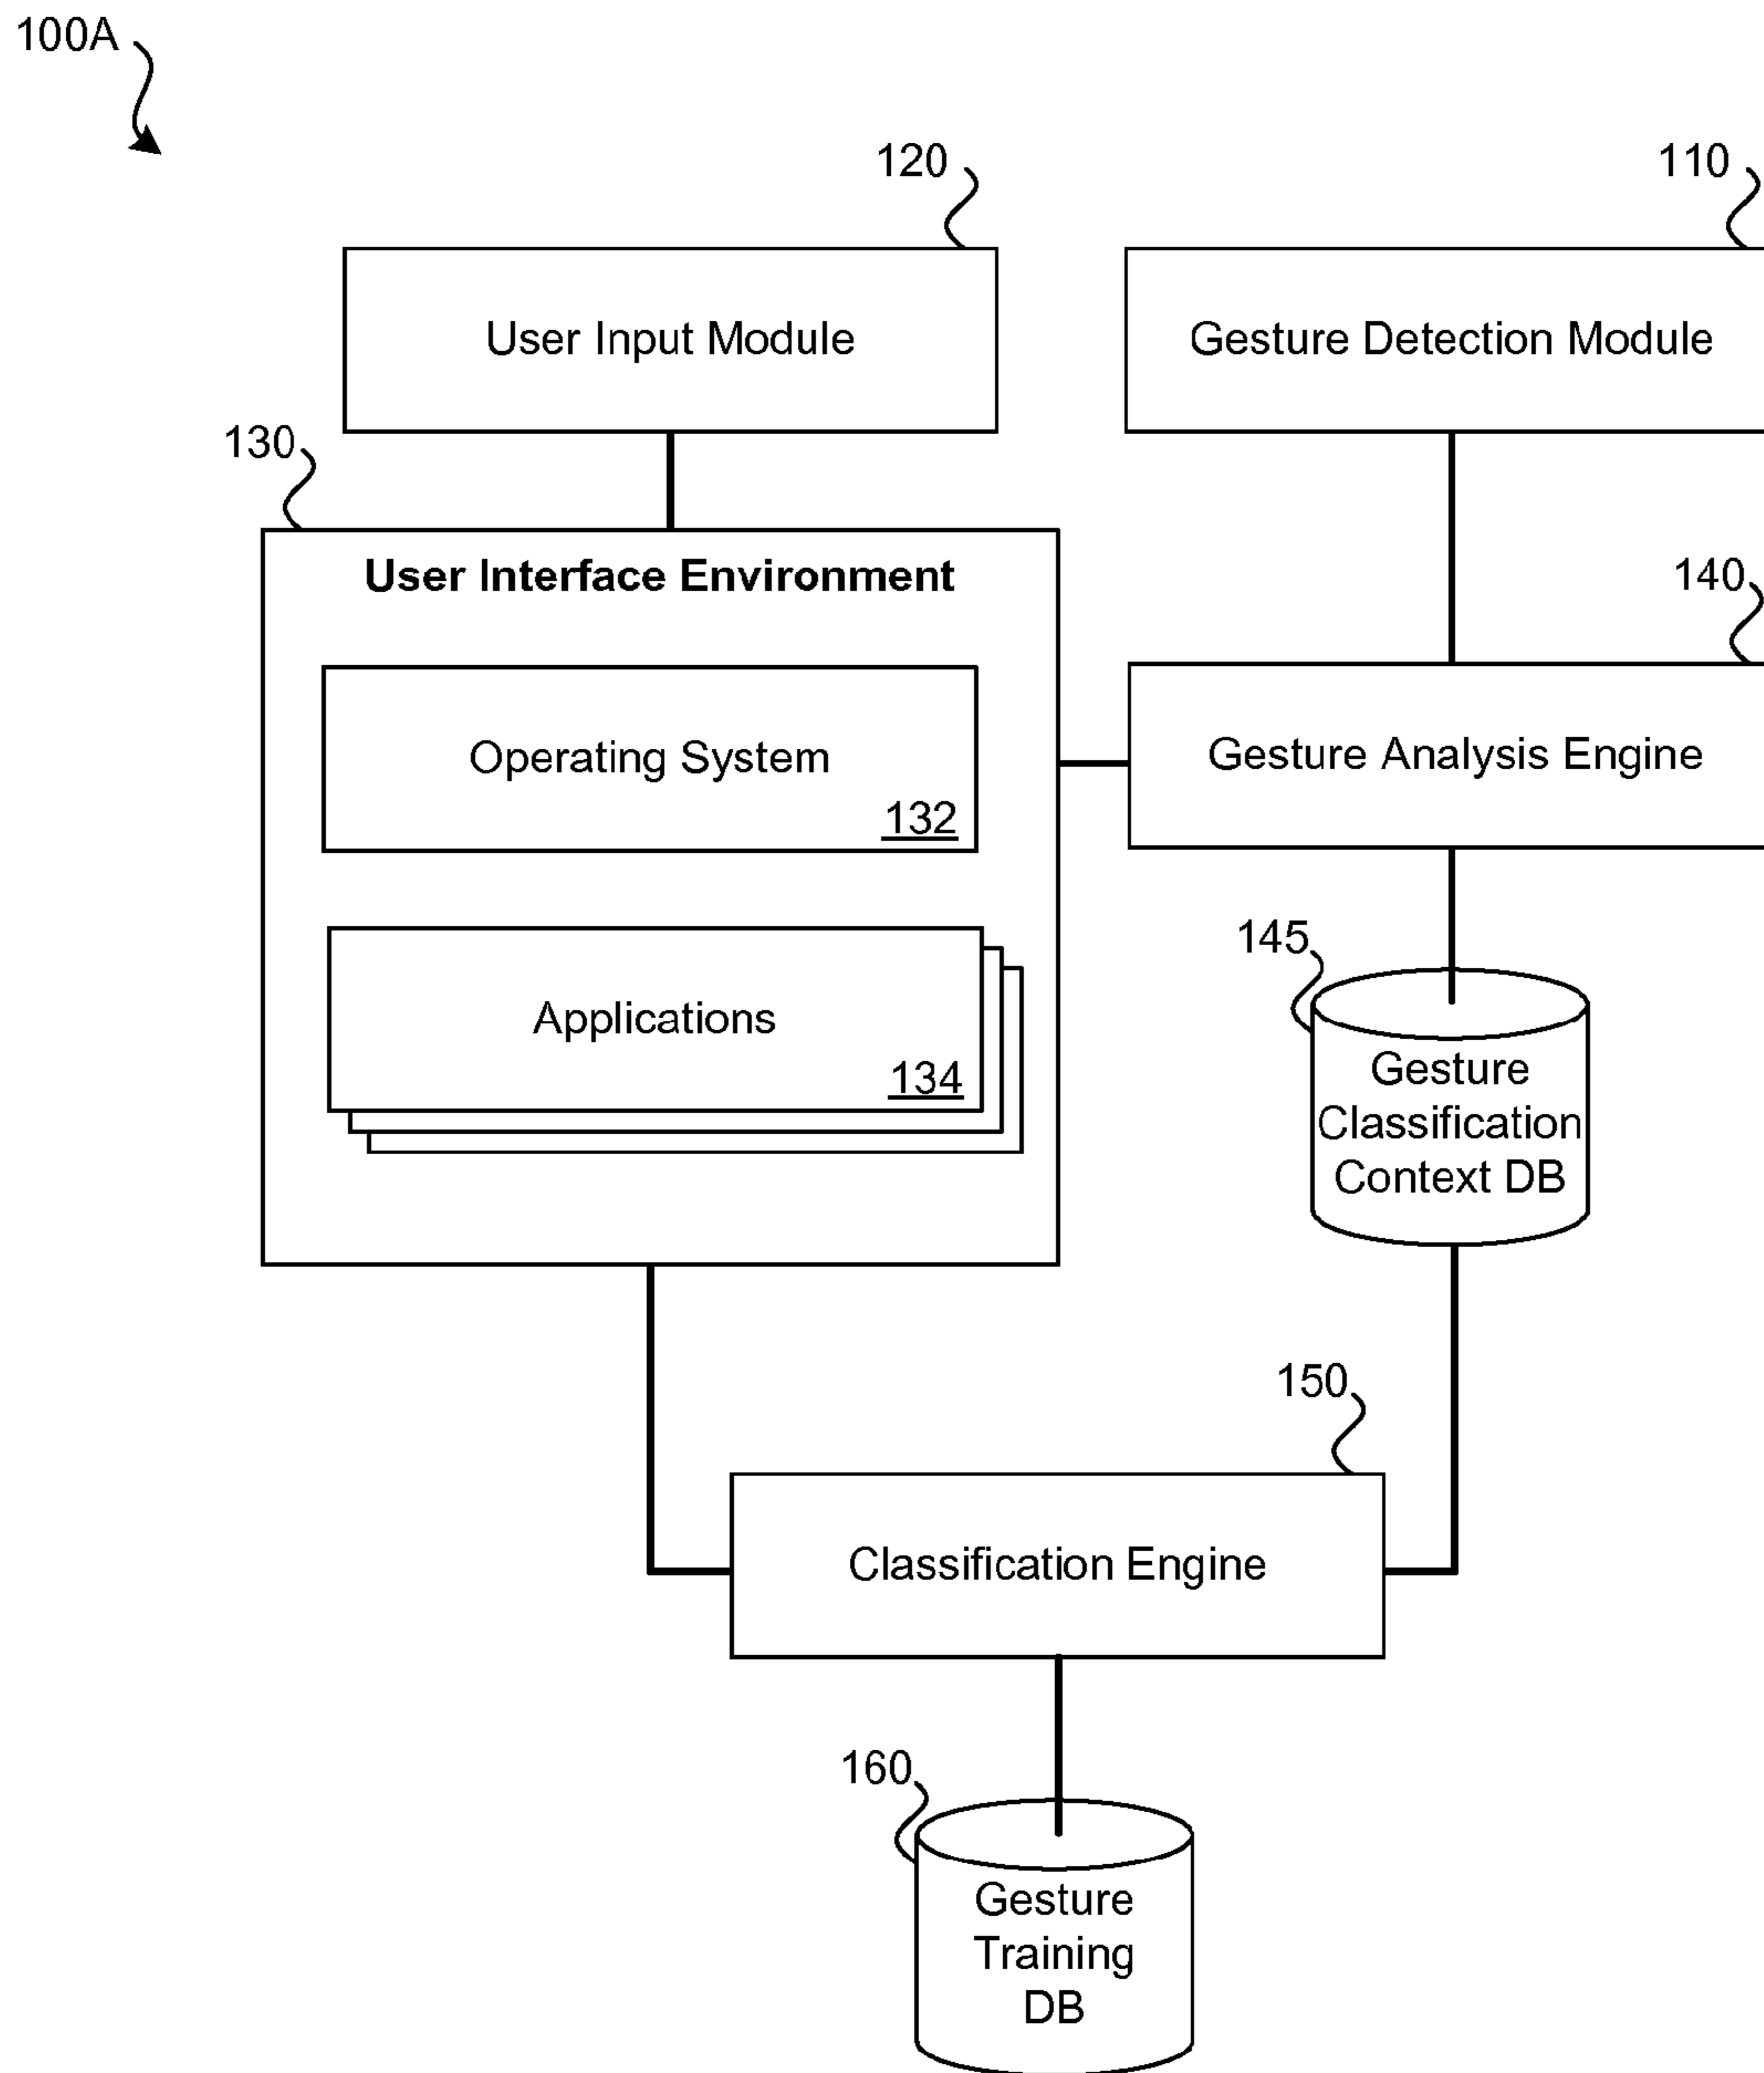 100A
120
110
User Input Module
Gesture Detection Module
130
User Interface Environment
140
Operating System
132
Gesture Analysis Engine
145
Applications
134
Gesture
Classification
Context DB
150
Classification Engine
160
Gesture
Training
DB